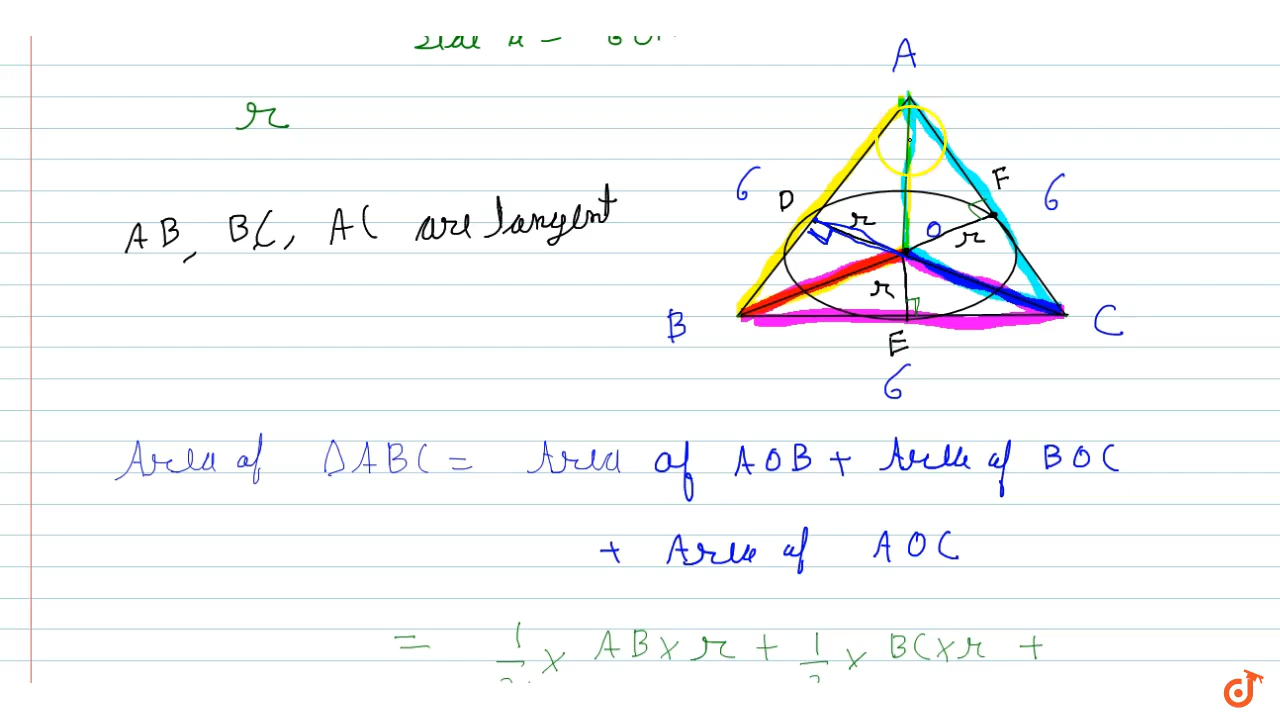 r
A
AB, BC, AC are tangent
6
D
F
6
r
O
r
r
B
C
E
6
Area of ΔABC = Area of AOB + Area of BOC
+ Area of AOC
= 1/2 × AB × r + 1/2 × BC × r +